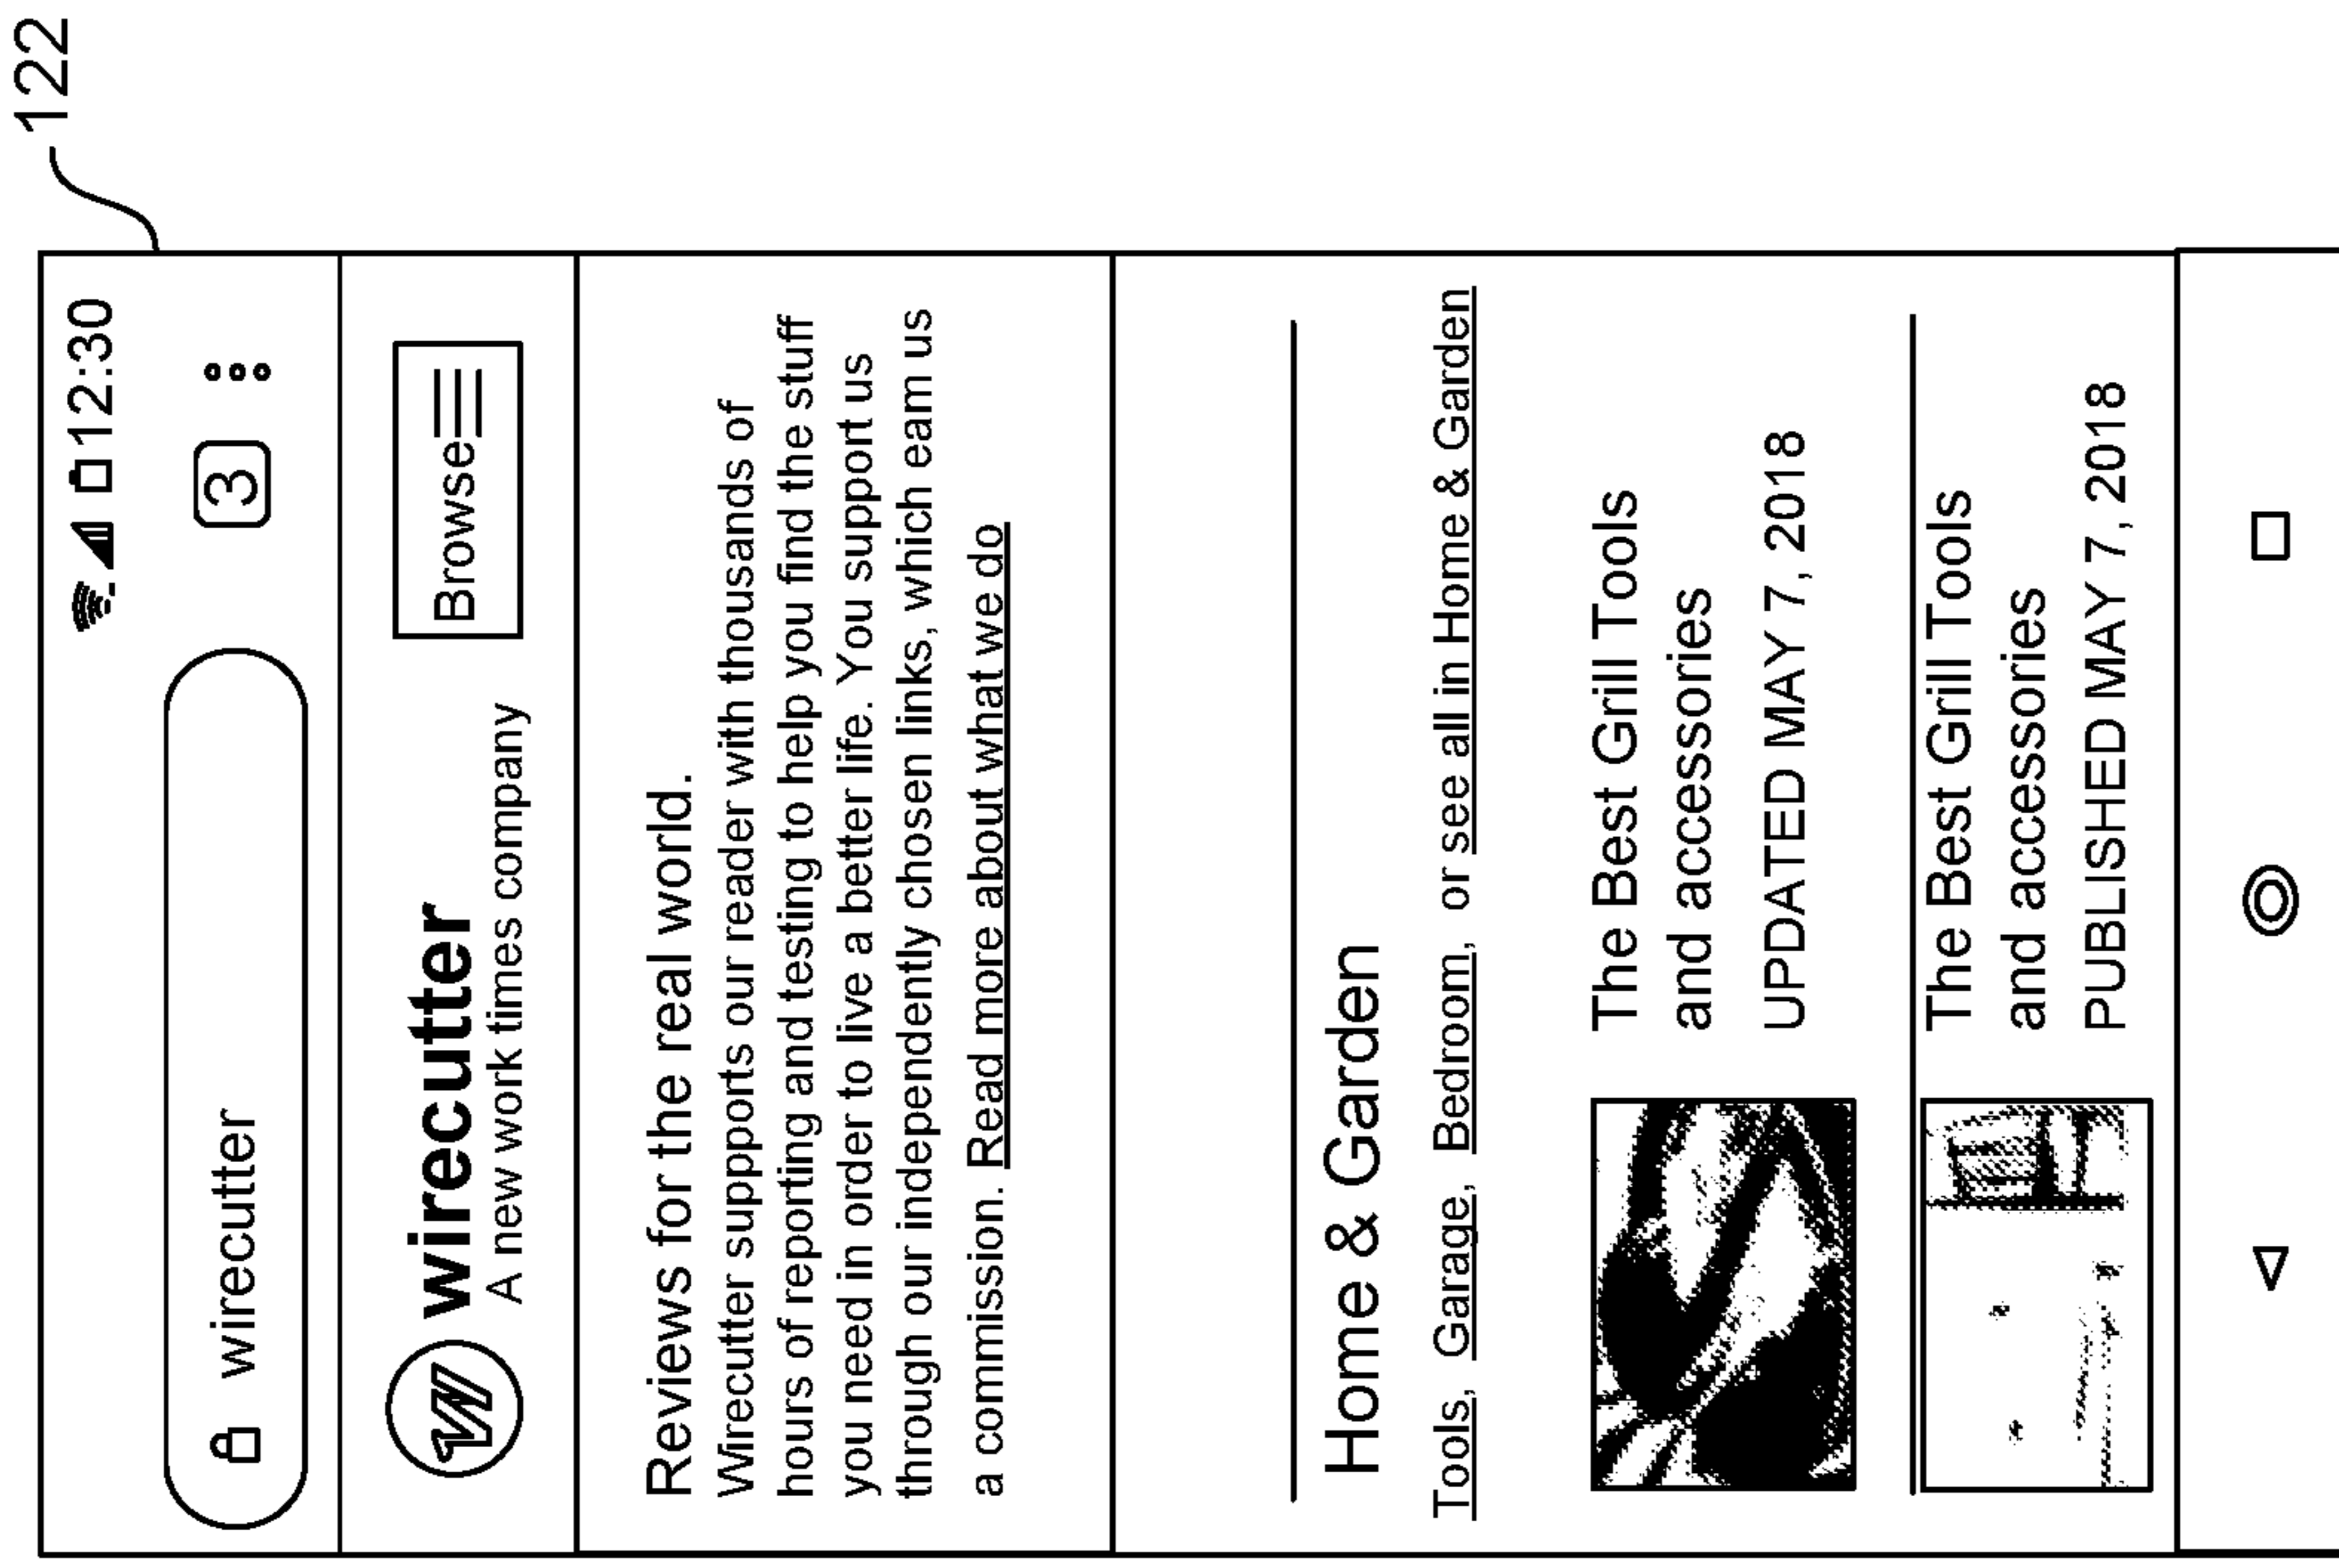 122
12:30
wirecutter
3
wirecutter
A new work times company
Browse
Reviews for the real world.
Wirecutter supports our reader with thousands of
hours of reporting and testing to help you find the stuff
you need in order to live a better life. You support us
through our independently chosen links, which eam us
a commission. Read more about what we do
Home & Garden
Tools, Garage, Bedroom, or see all in Home & Garden
The Best Grill Tools
and accessories
UPDATED MAY 7, 2018
The Best Grill Tools
and accessories
PUBLISHED MAY 7, 2018